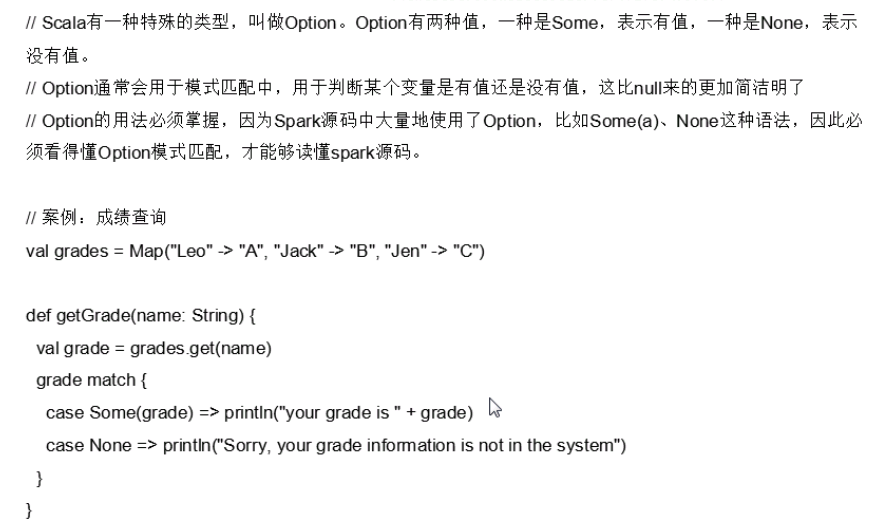 // Scala有一种特殊的类型，叫做Option。Option有两种值，一种是Some，表示有值，一种是None，表示
没有值。
// Option通常会用于模式匹配中，用于判断某个变量是有值还是没有值，这比null来的更加简洁明了
// Option的用法必须掌握，因为Spark源码中大量地使用了Option，比如Some(a)、None这种语法，因此必
须看得懂Option模式匹配，才能够读懂spark源码。
// 案例：成绩查询
val grades = Map("Leo" -> "A", "Jack" -> "B", "Jen" -> "C")
def getGrade(name: String) {
  val grade = grades.get(name)
  grade match {
    case Some(grade) => println("your grade is " + grade)
    case None => println("Sorry, your grade information is not in the system")
  }
}